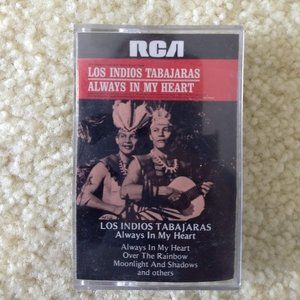 RCA
LOS INDIOS TABAJARAS
ALWAYS IN MY HEART
LOS INDIOS TABAJARAS
Always In My Heart
Always In My Heart
Over The Rainbow
Moonlight And Shadows
and others